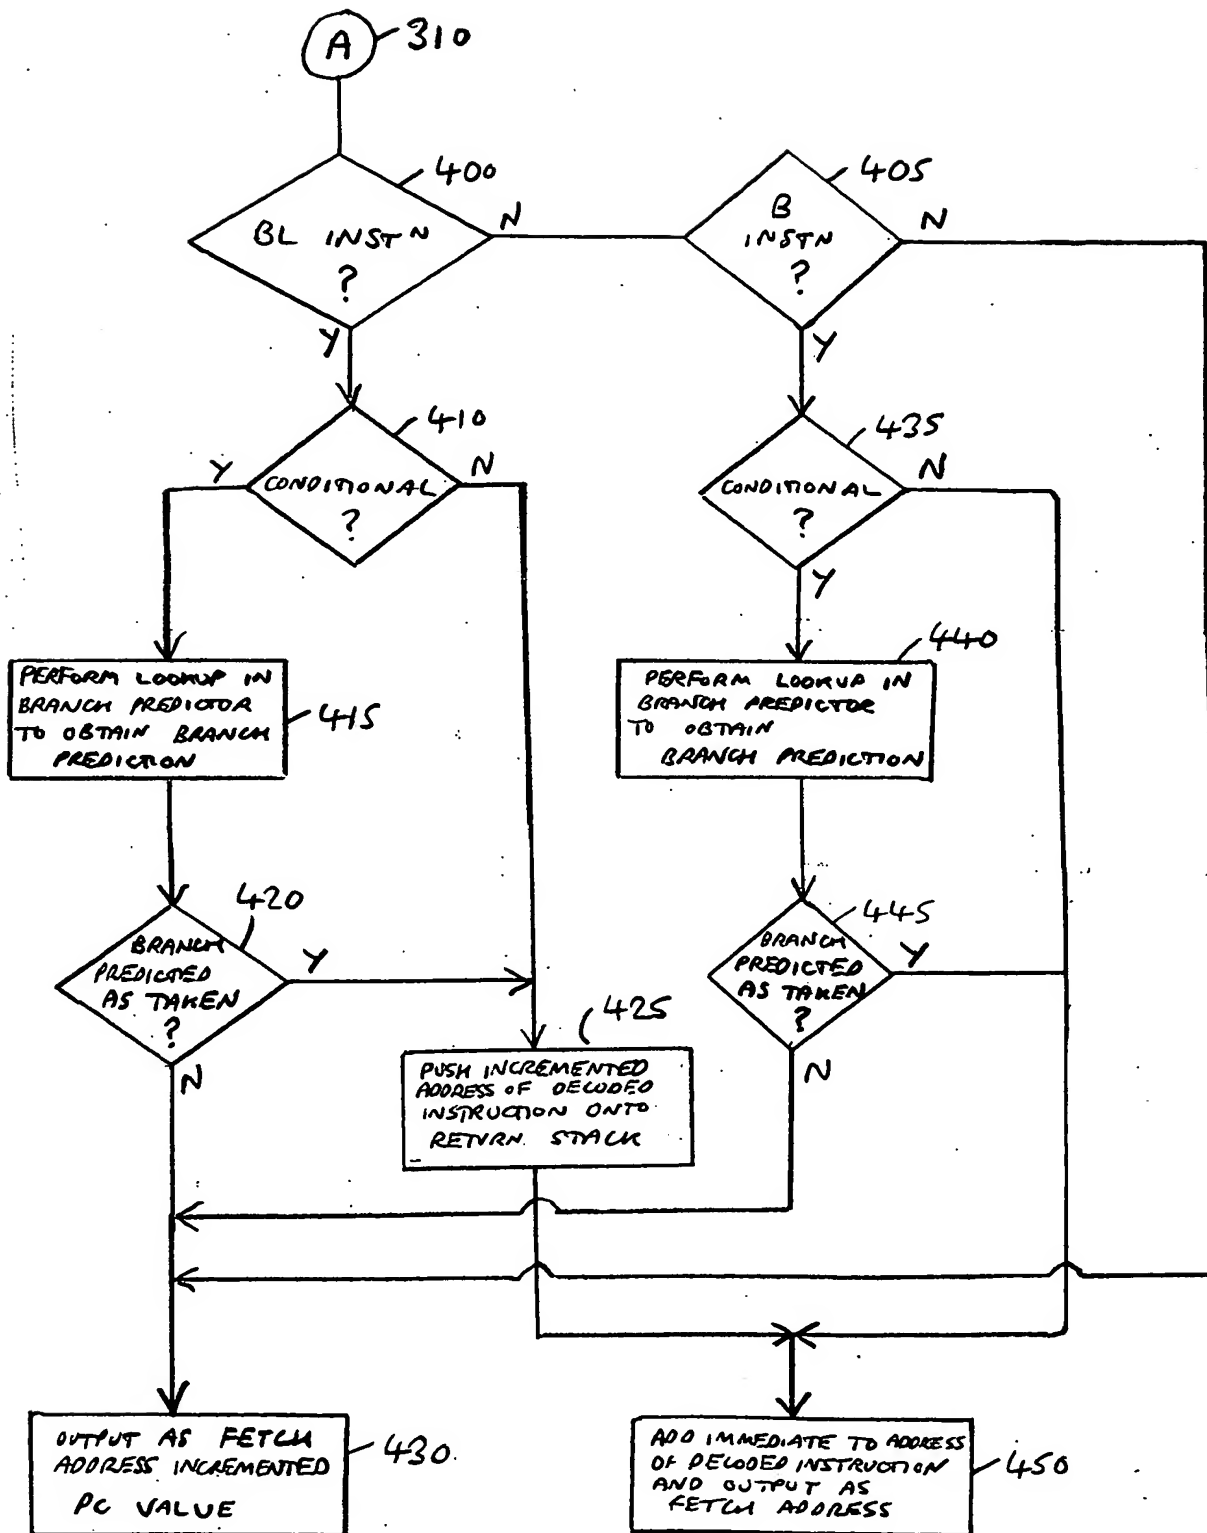 A
310
400
BL INSTN
?
N
Y
405
B
INSTN
?
N
Y
410
CONDITIONAL
?
Y
N
435
CONDITIONAL
?
N
Y
PERFORM LOOKUP IN
BRANCH PREDICTOR
TO OBTAIN BRANCH
PREDICTION
415
440
PERFORM LOOKUP IN
BRANCH PREDICTOR
TO OBTAIN
BRANCH PREDICTION
420
BRANCH
PREDICTED
AS TAKEN
?
Y
N
445
BRANCH
PREDICTED
AS TAKEN
?
Y
N
425
PUSH INCREMENTED
ADDRESS OF DECODED
INSTRUCTION ONTO
RETURN STACK
OUTPUT AS FETCH
ADDRESS INCREMENTED
PC VALUE
430
ADD IMMEDIATE TO ADDRESS
OF DECODED INSTRUCTION
AND OUTPUT AS
FETCH ADDRESS
450